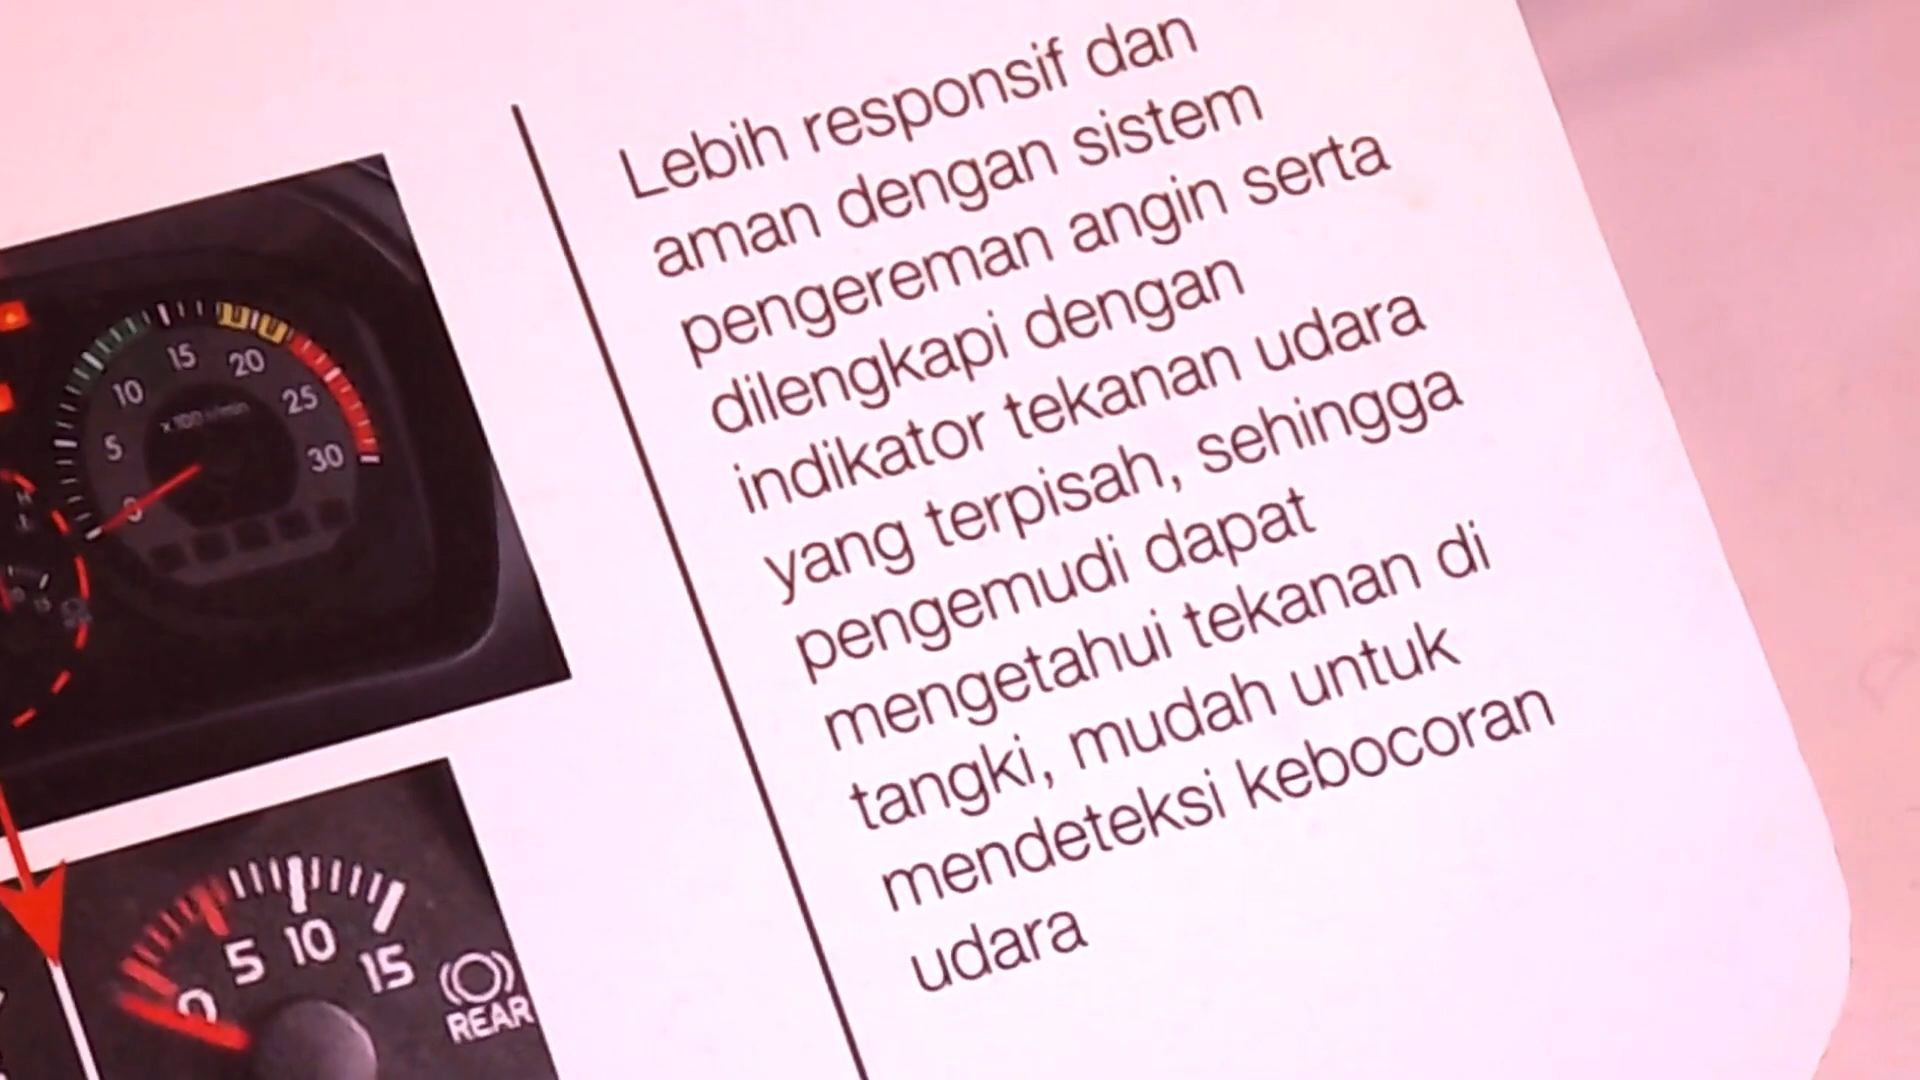 Lebih responsif dan
aman dengan sistem
pengereman angin serta
dilengkapi dengan
indikator tekanan udara
yang terpisah, sehingga
pengemudi dapat
mengetahui tekanan di
tangki, mudah untuk
mendeteksi kebocoran
udara
0 5 10 15 20 25 30
0 5 10 15
REAR